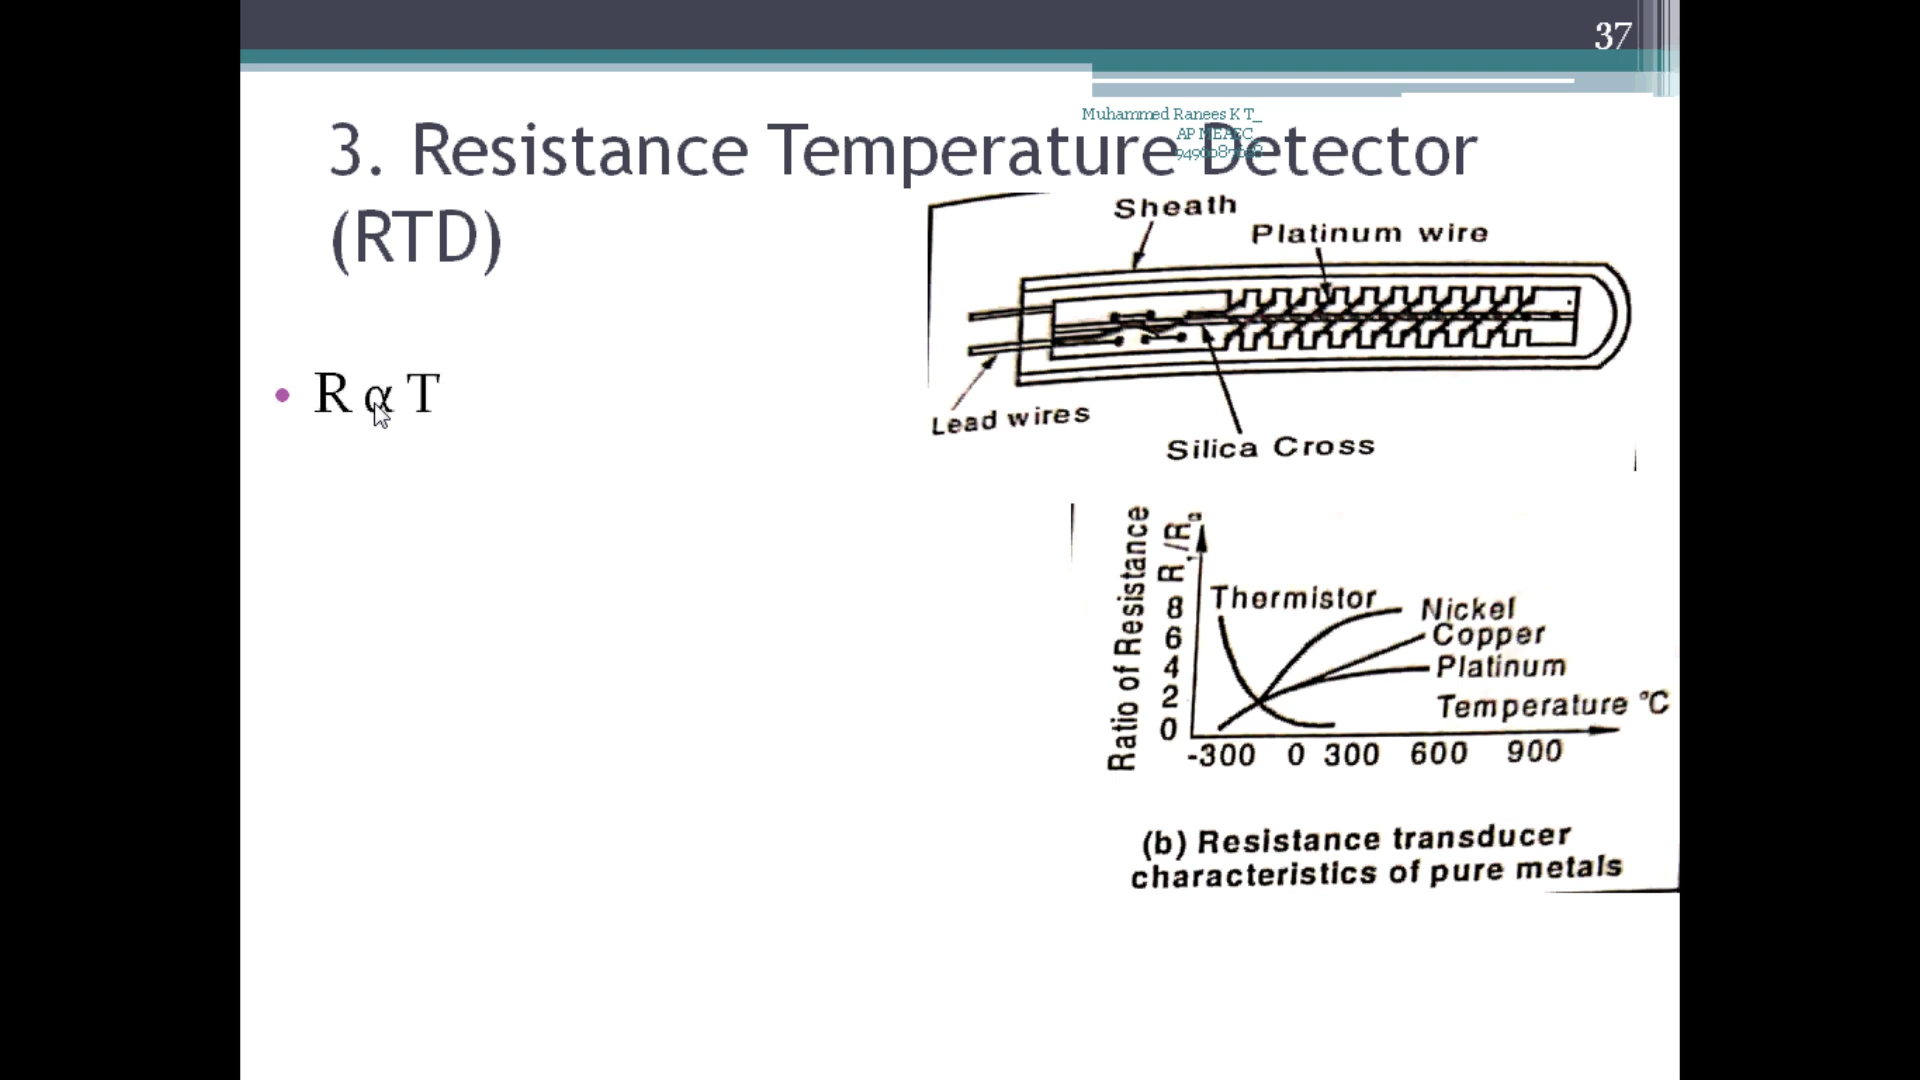 37
Muhammed Ranees K T_
AP MEAEC
3. Resistance Temperature Detector
(RTD)
Sheath
Platinum wire
• R α T
Lead wires
Silica Cross
Ratio of Resistance
8
6
4
2
0
Thermistor
Nickel
Copper
Platinum
Temperature °C
-300 0 300 600 900
(b) Resistance transducer
characteristics of pure metals